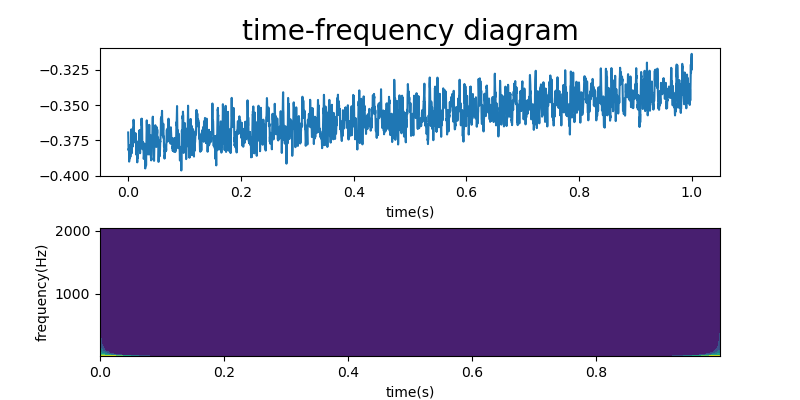 time-frequency diagram
−0.325
−0.350
−0.375
−0.400
0.0 0.2 0.4 0.6 0.8 1.0
time(s)
2000
1000
frequency(Hz)
0.0 0.2 0.4 0.6 0.8
time(s)